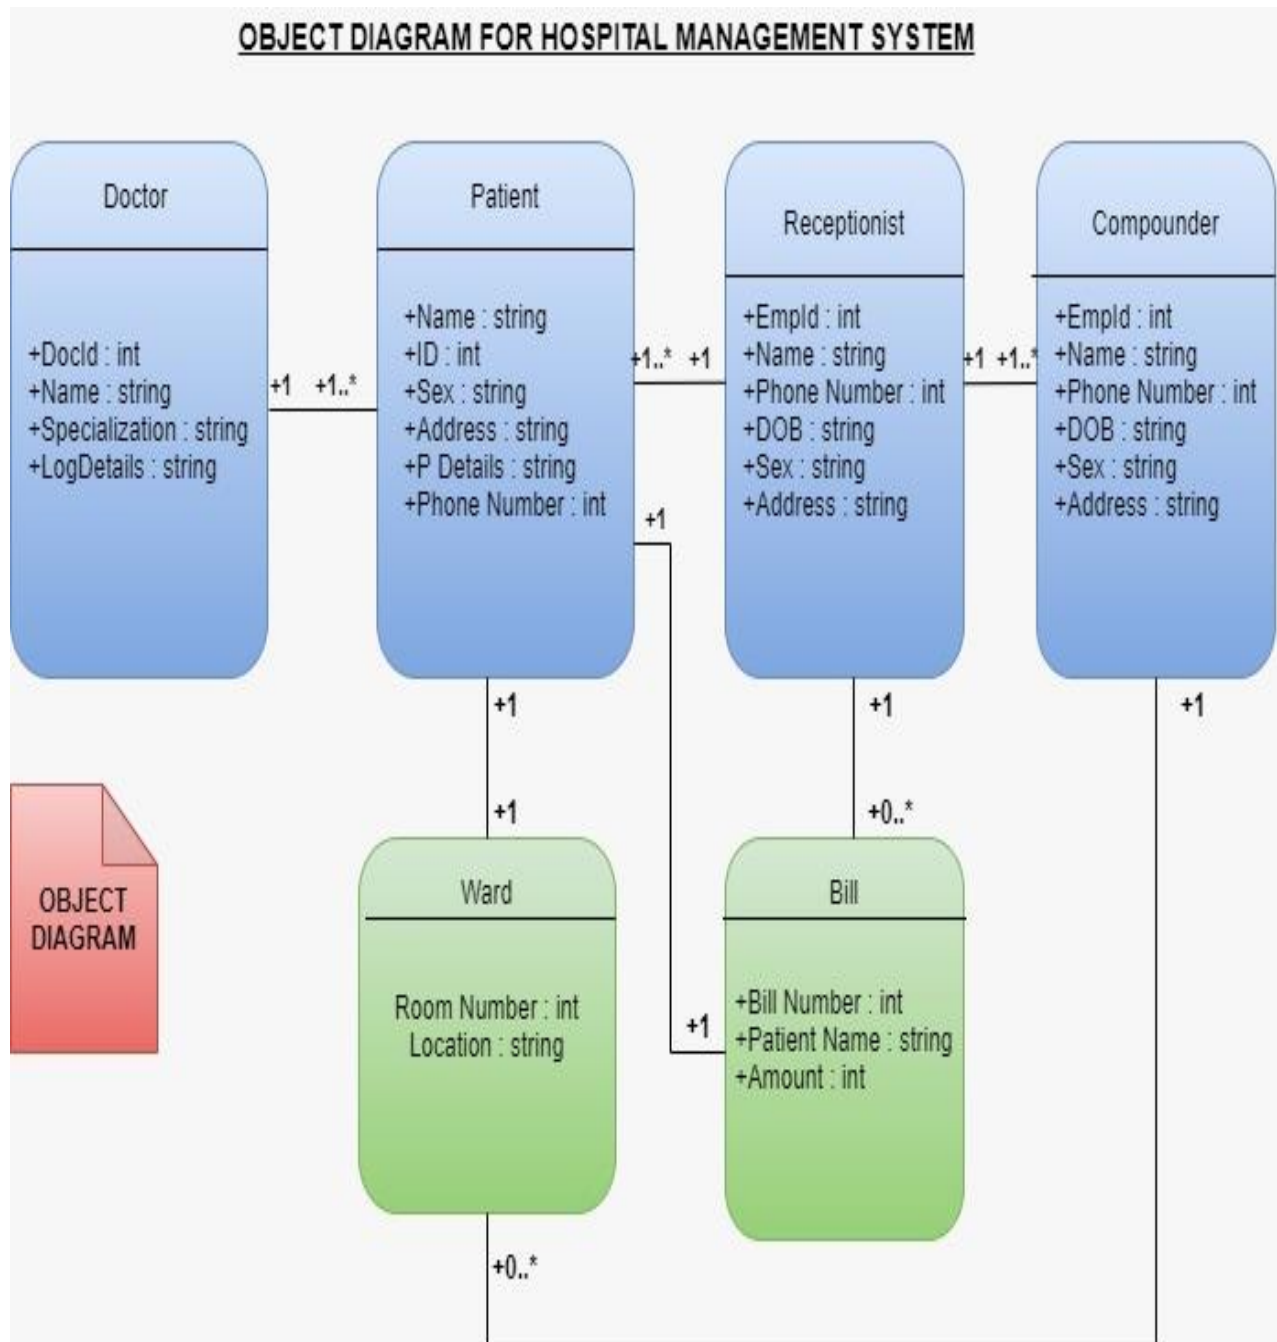 OBJECT DIAGRAM FOR HOSPITAL MANAGEMENT SYSTEM
Doctor
+DocId : int
+Name : string
+Specialization : string
+LogDetails : string
+1 +1..*
Patient
+Name : string
+ID : int
+Sex : string
+Address : string
+P Details : string
+Phone Number : int
+1..* +1
Receptionist
+EmpId : int
+Name : string
+Phone Number : int
+DOB : string
+Sex : string
+Address : string
+1 +1..*
Compounder
+EmpId : int
+Name : string
+Phone Number : int
+DOB : string
+Sex : string
+Address : string
+1
+1
+1
+1
+1
+0..*
OBJECT
DIAGRAM
Ward
Room Number : int
Location : string
+1
Bill
+Bill Number : int
+Patient Name : string
+Amount : int
+0..*